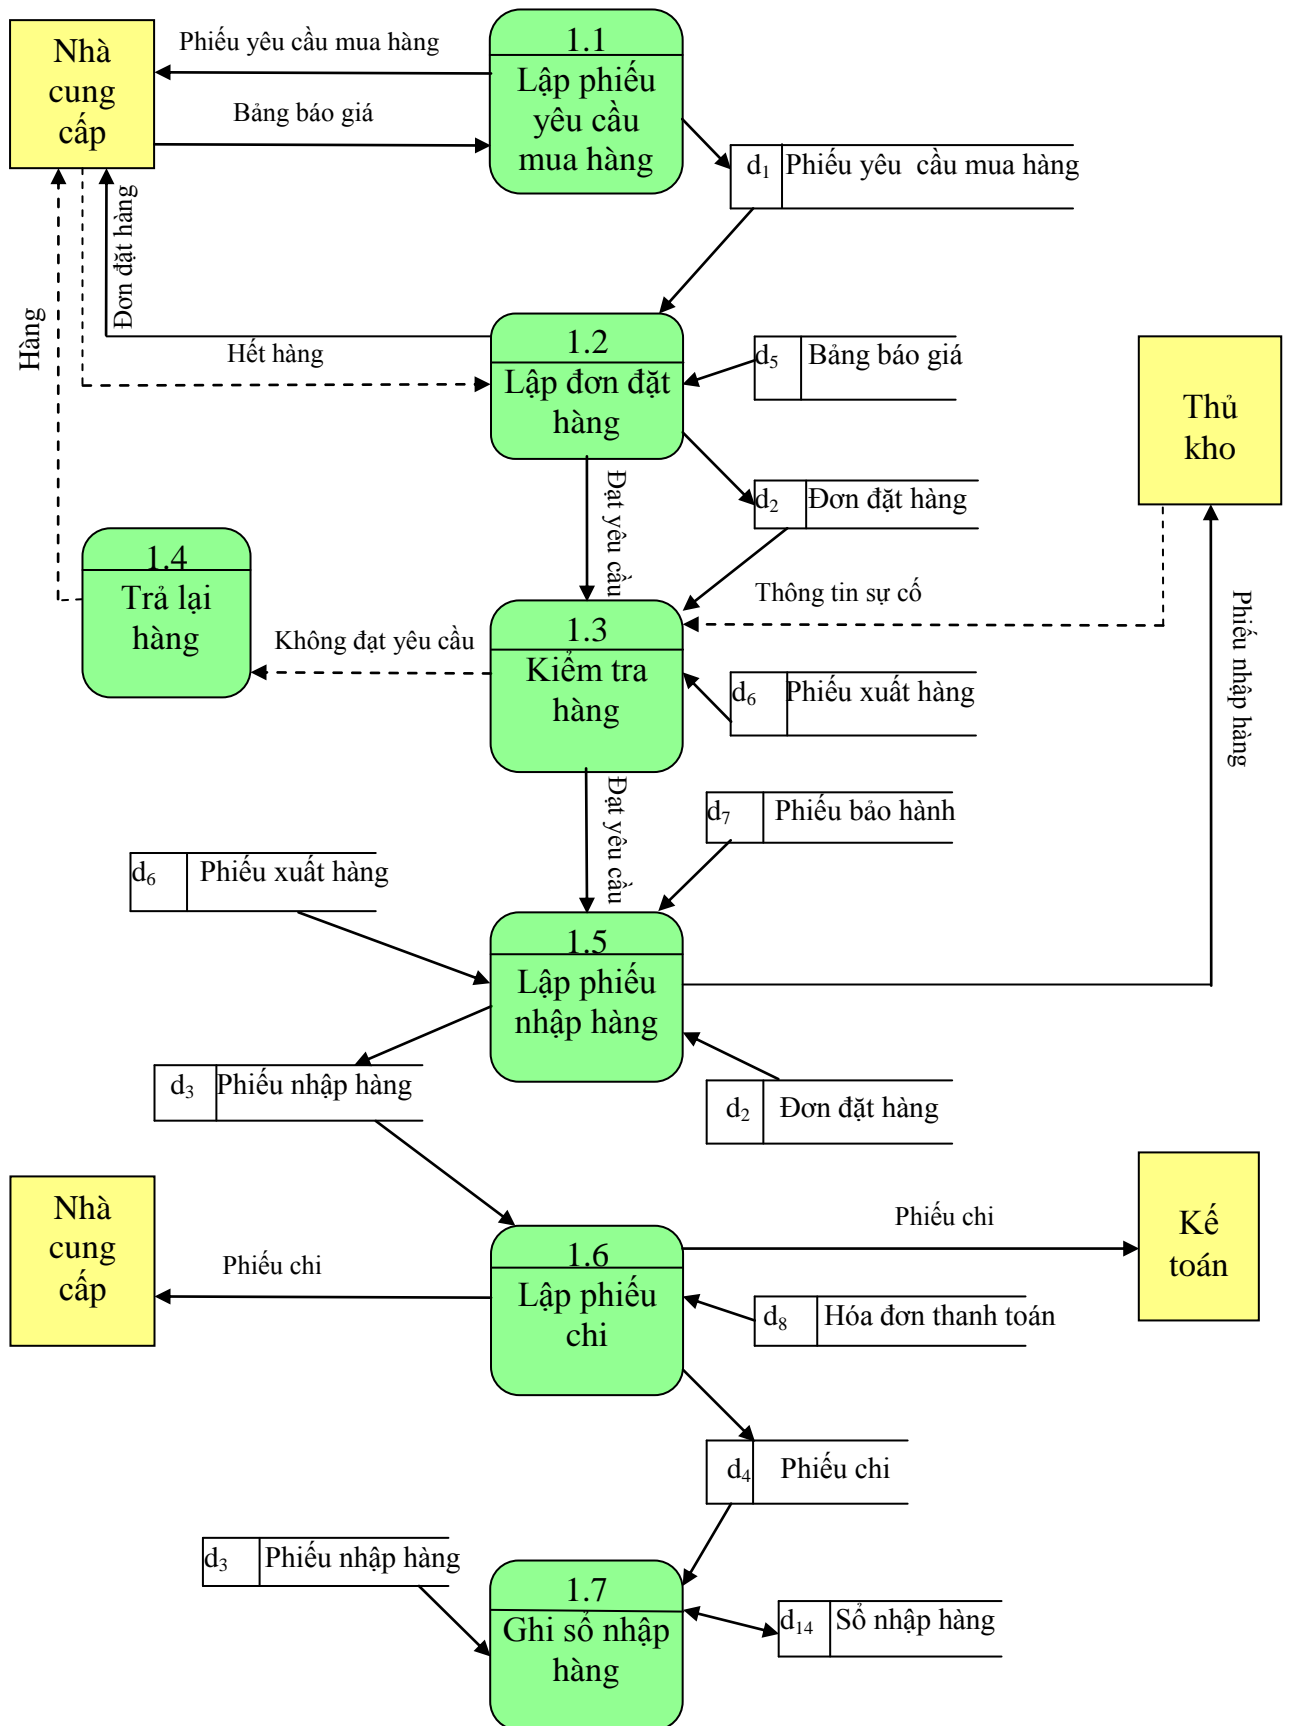 Nhà
cung
cấp
Phiếu yêu cầu mua hàng
Bảng báo giá
1.1
Lập phiếu
yêu cầu
mua hàng
d1 Phiếu yêu cầu mua hàng
Đơn đặt hàng
Hàng
Hết hàng
1.2
Lập đơn đặt
hàng
d5 Bảng báo giá
Thủ
kho
Đạt yêu cầu
d2 Đơn đặt hàng
1.4
Trả lại
hàng
Không đạt yêu cầu
1.3
Kiểm tra
hàng
Thông tin sự cố
d6 Phiếu xuất hàng
Phiếu nhập hàng
Đạt yêu cầu
d7 Phiếu bảo hành
d6 Phiếu xuất hàng
1.5
Lập phiếu
nhập hàng
d3 Phiếu nhập hàng
d2 Đơn đặt hàng
Nhà
cung
cấp
Phiếu chi
1.6
Lập phiếu
chi
Phiếu chi
Kế
toán
d8 Hóa đơn thanh toán
d4 Phiếu chi
d3 Phiếu nhập hàng
1.7
Ghi sổ nhập
hàng
d14 Sổ nhập hàng